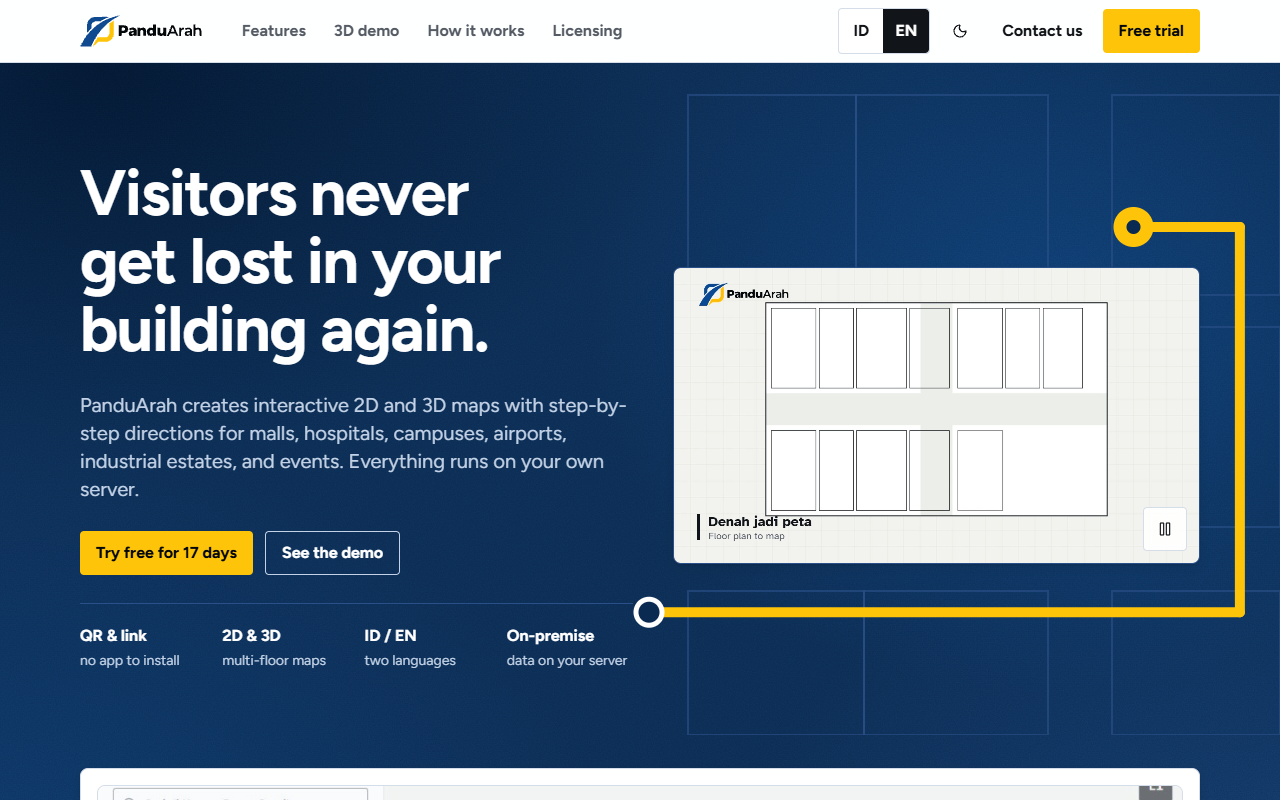 PanduArah
Features
3D demo
How it works
Licensing
ID
EN
Contact us
Free trial
Visitors never
get lost in your
building again.
PanduArah creates interactive 2D and 3D maps with step-by-
step directions for malls, hospitals, campuses, airports,
industrial estates, and events. Everything runs on your own
server.
Try free for 17 days
See the demo
QR & link
no app to install
2D & 3D
multi-floor maps
ID / EN
two languages
On-premise
data on your server
PanduArah
Denah jadi peta
Floor plan to map